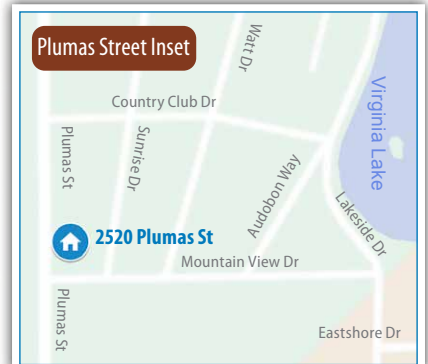 Plumas Street Inset
Watt Dr
Country Club Dr
Virginia Lake
Plumas St
Sunrise Dr
Audobon Way
Lakeside Dr
2520 Plumas St
Mountain View Dr
Plumas St
Eastshore Dr